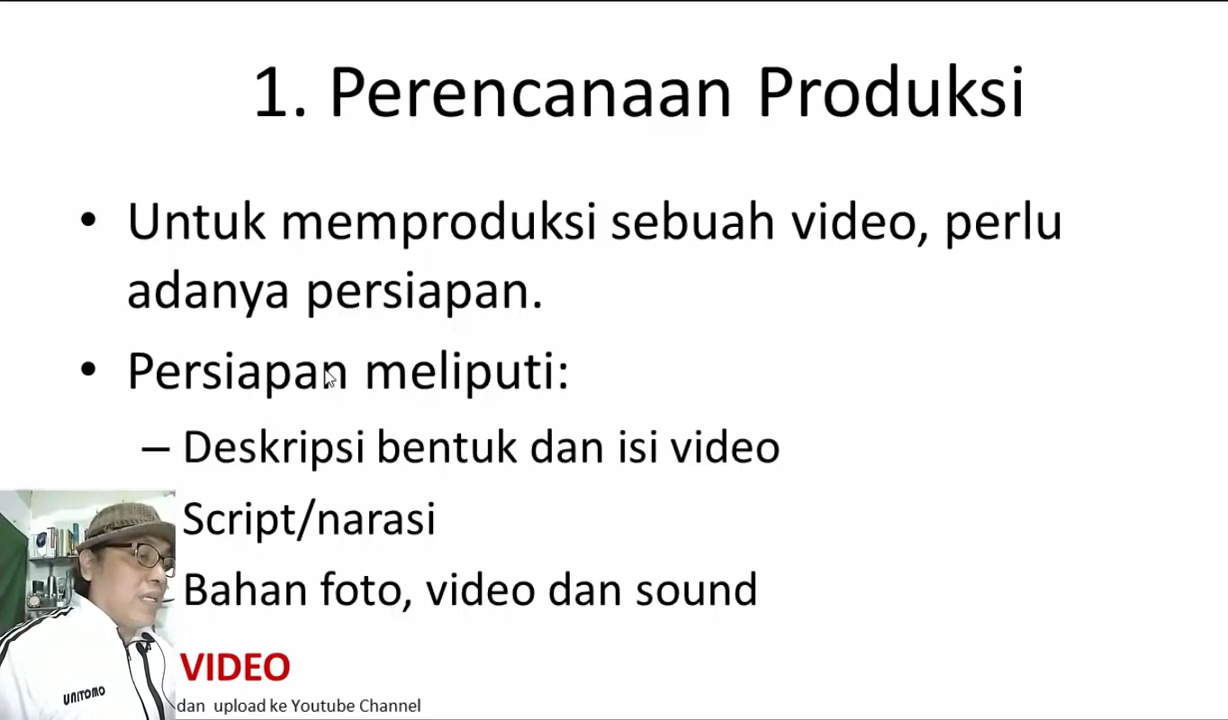 1. Perencanaan Produksi
• Untuk memproduksi sebuah video, perlu
adanya persiapan.
• Persiapan meliputi:
– Deskripsi bentuk dan isi video
Script/narasi
Bahan foto, video dan sound
VIDEO
dan upload ke Youtube Channel
UNITOMO